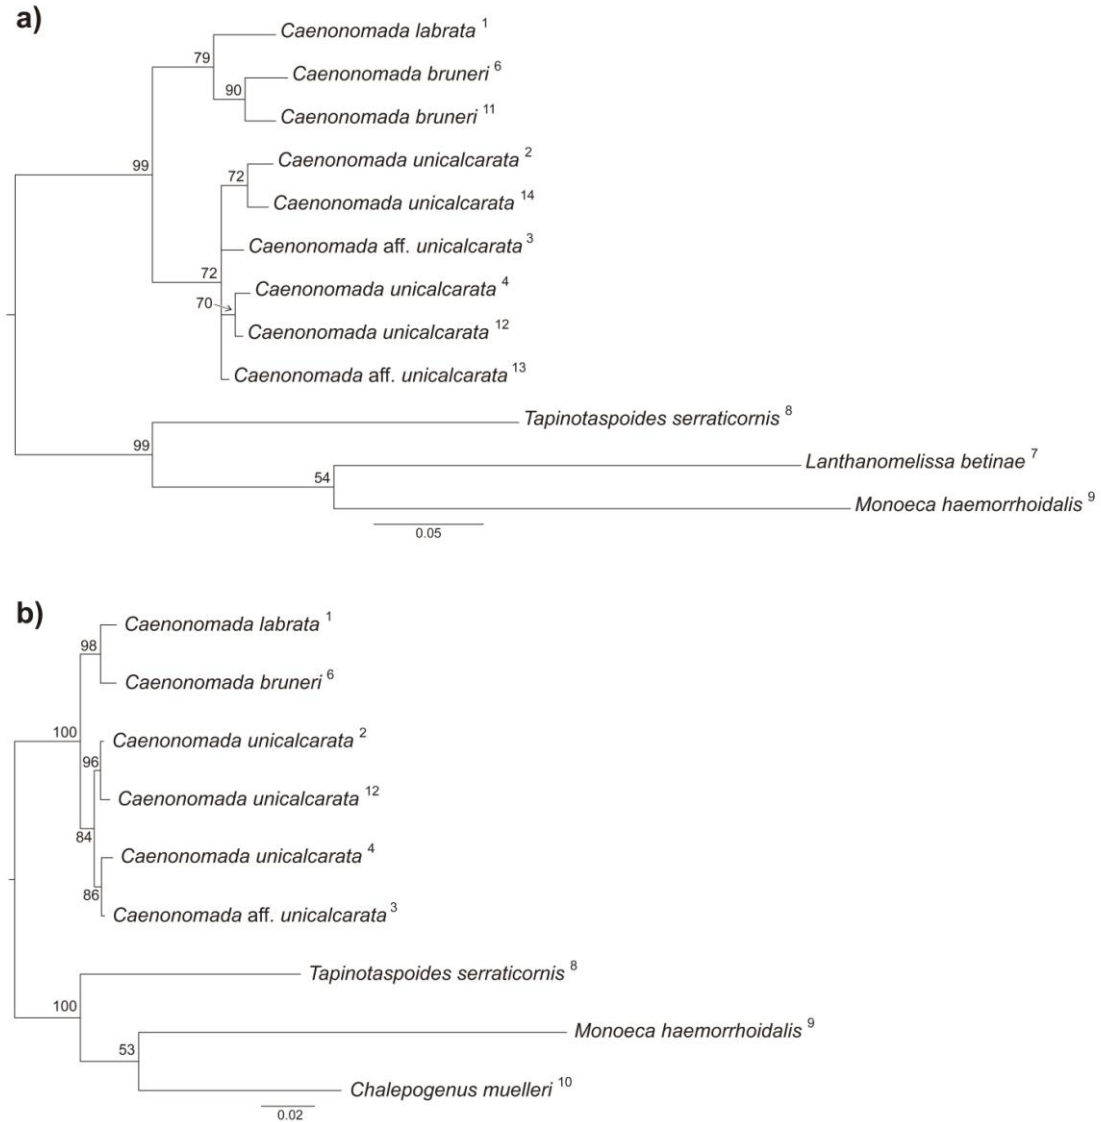 a)
Caenonomada labrata 1
79
Caenonomada bruneri 6
90
Caenonomada bruneri 11
99
Caenonomada unicalcarata 2
72
Caenonomada unicalcarata 14
Caenonomada aff. unicalcarata 3
72
Caenonomada unicalcarata 4
70
Caenonomada unicalcarata 12
Caenonomada aff. unicalcarata 13
Tapinotaspoides serraticornis 8
99
Lanthanomelissa betinae 7
54
Monoeca haemorrhoidalis 9
0.05
b)
Caenonomada labrata 1
98
Caenonomada bruneri 6
100
Caenonomada unicalcarata 2
96
Caenonomada unicalcarata 12
84
Caenonomada unicalcarata 4
86
Caenonomada aff. unicalcarata 3
Tapinotaspoides serraticornis 8
100
Monoeca haemorrhoidalis 9
53
Chalepogenus muelleri 10
0.02